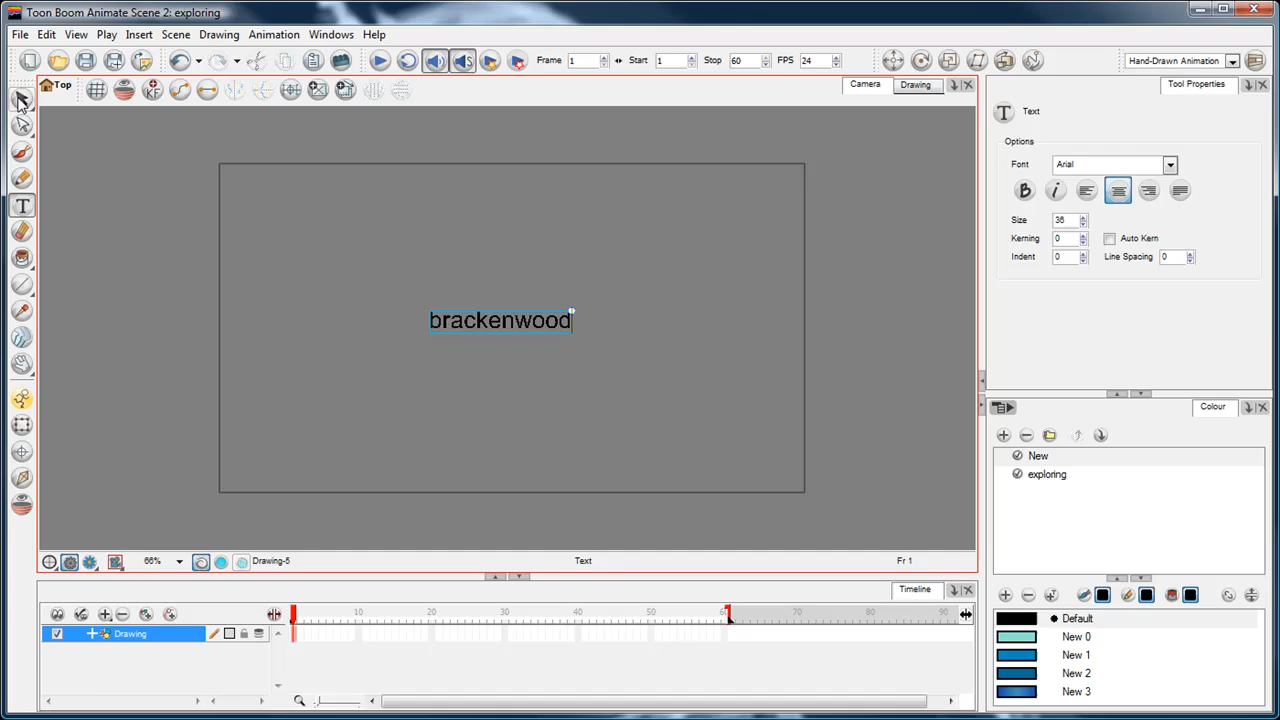 Toon Boom Animate Scene 2: exploring
File Edit View Play Insert Scene Drawing Animation Windows Help
Frame 1 Start 1 Stop 60 FPS 24 Hand-Drawn Animation
Top Camera Drawing Tool Properties
T Text
Options
Font Arial
B i
Size 36
Kerning 0 Auto Kern
Indent 0 Line Spacing 0
brackenwood
Colour
New
exploring
66% Drawing-5 Text Fr 1
Timeline
10 20 30 40 50 60 70 80 90
Drawing
Default
New 0
New 1
New 2
New 3